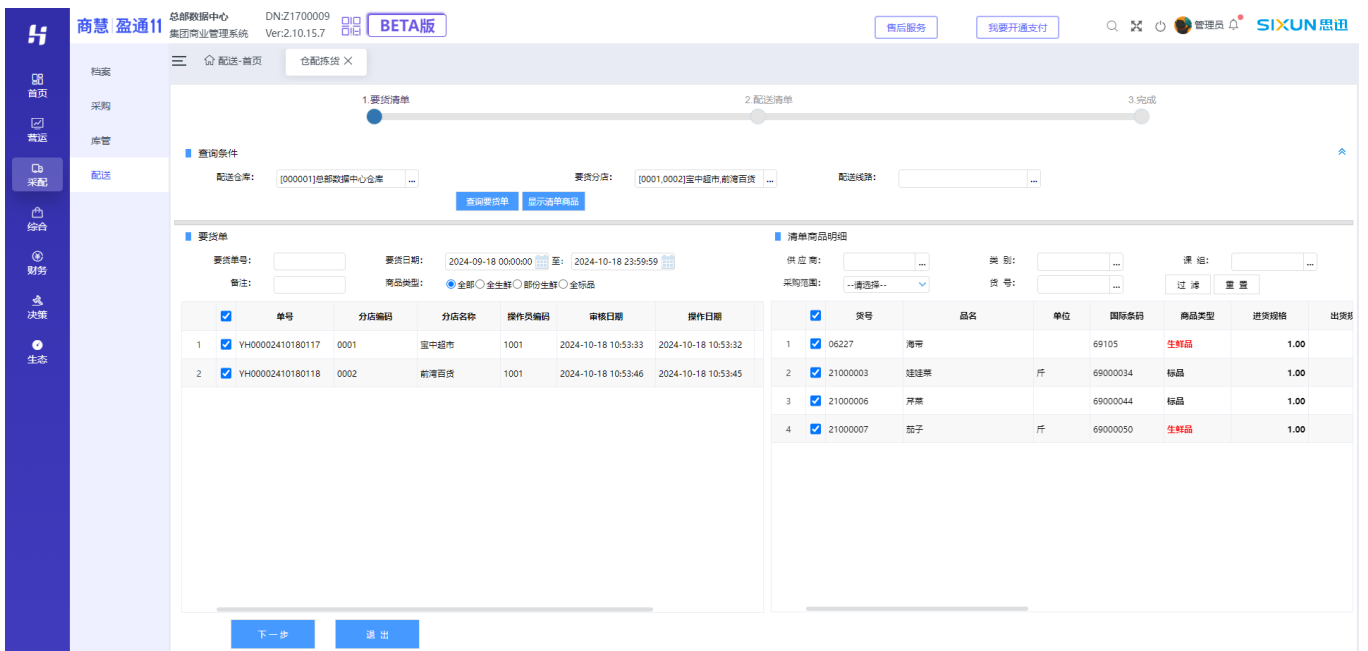 商慧 盈通11 总部数据中心 DN:Z1700009 BETA版 售后服务 我要开通支付 管理员 SIXUN思迅
集团商业管理系统 Ver:2.10.15.7
首页
营运
采配
综合
财务
决策
生态
档案
采购
库管
配送
配送-首页 仓配拣货
1.要货清单 2.配送清单 3.完成
查询条件
配送仓库: [000001]总部数据中心仓库 ... 要货分店: [0001,0002]宝中超市,前湾百货 ... 配送线路: ...
查询要货单 显示清单商品
要货单
要货单号: 要货日期: 2024-09-18 00:00:00 至: 2024-10-18 23:59:59
备注: 商品类型: 全部 全生鲜 部份生鲜 全标品
单号 分店编码 分店名称 操作员编码 审核日期 操作日期
1 YH00002410180117 0001 宝中超市 1001 2024-10-18 10:53:33 2024-10-18 10:53:32
2 YH00002410180118 0002 前湾百货 1001 2024-10-18 10:53:46 2024-10-18 10:53:45
清单商品明细
供应商: ... 类别: ... 课组: ...
采购范围: --请选择-- 货号: ... 过滤 重置
货号 品名 单位 国际条码 商品类型 进货规格 出货规
1 06227 海带 69105 生鲜品 1.00
2 21000003 娃娃菜 斤 69000034 标品 1.00
3 21000006 芹菜 69000044 标品 1.00
4 21000007 茄子 斤 69000050 生鲜品 1.00
下一步 退出